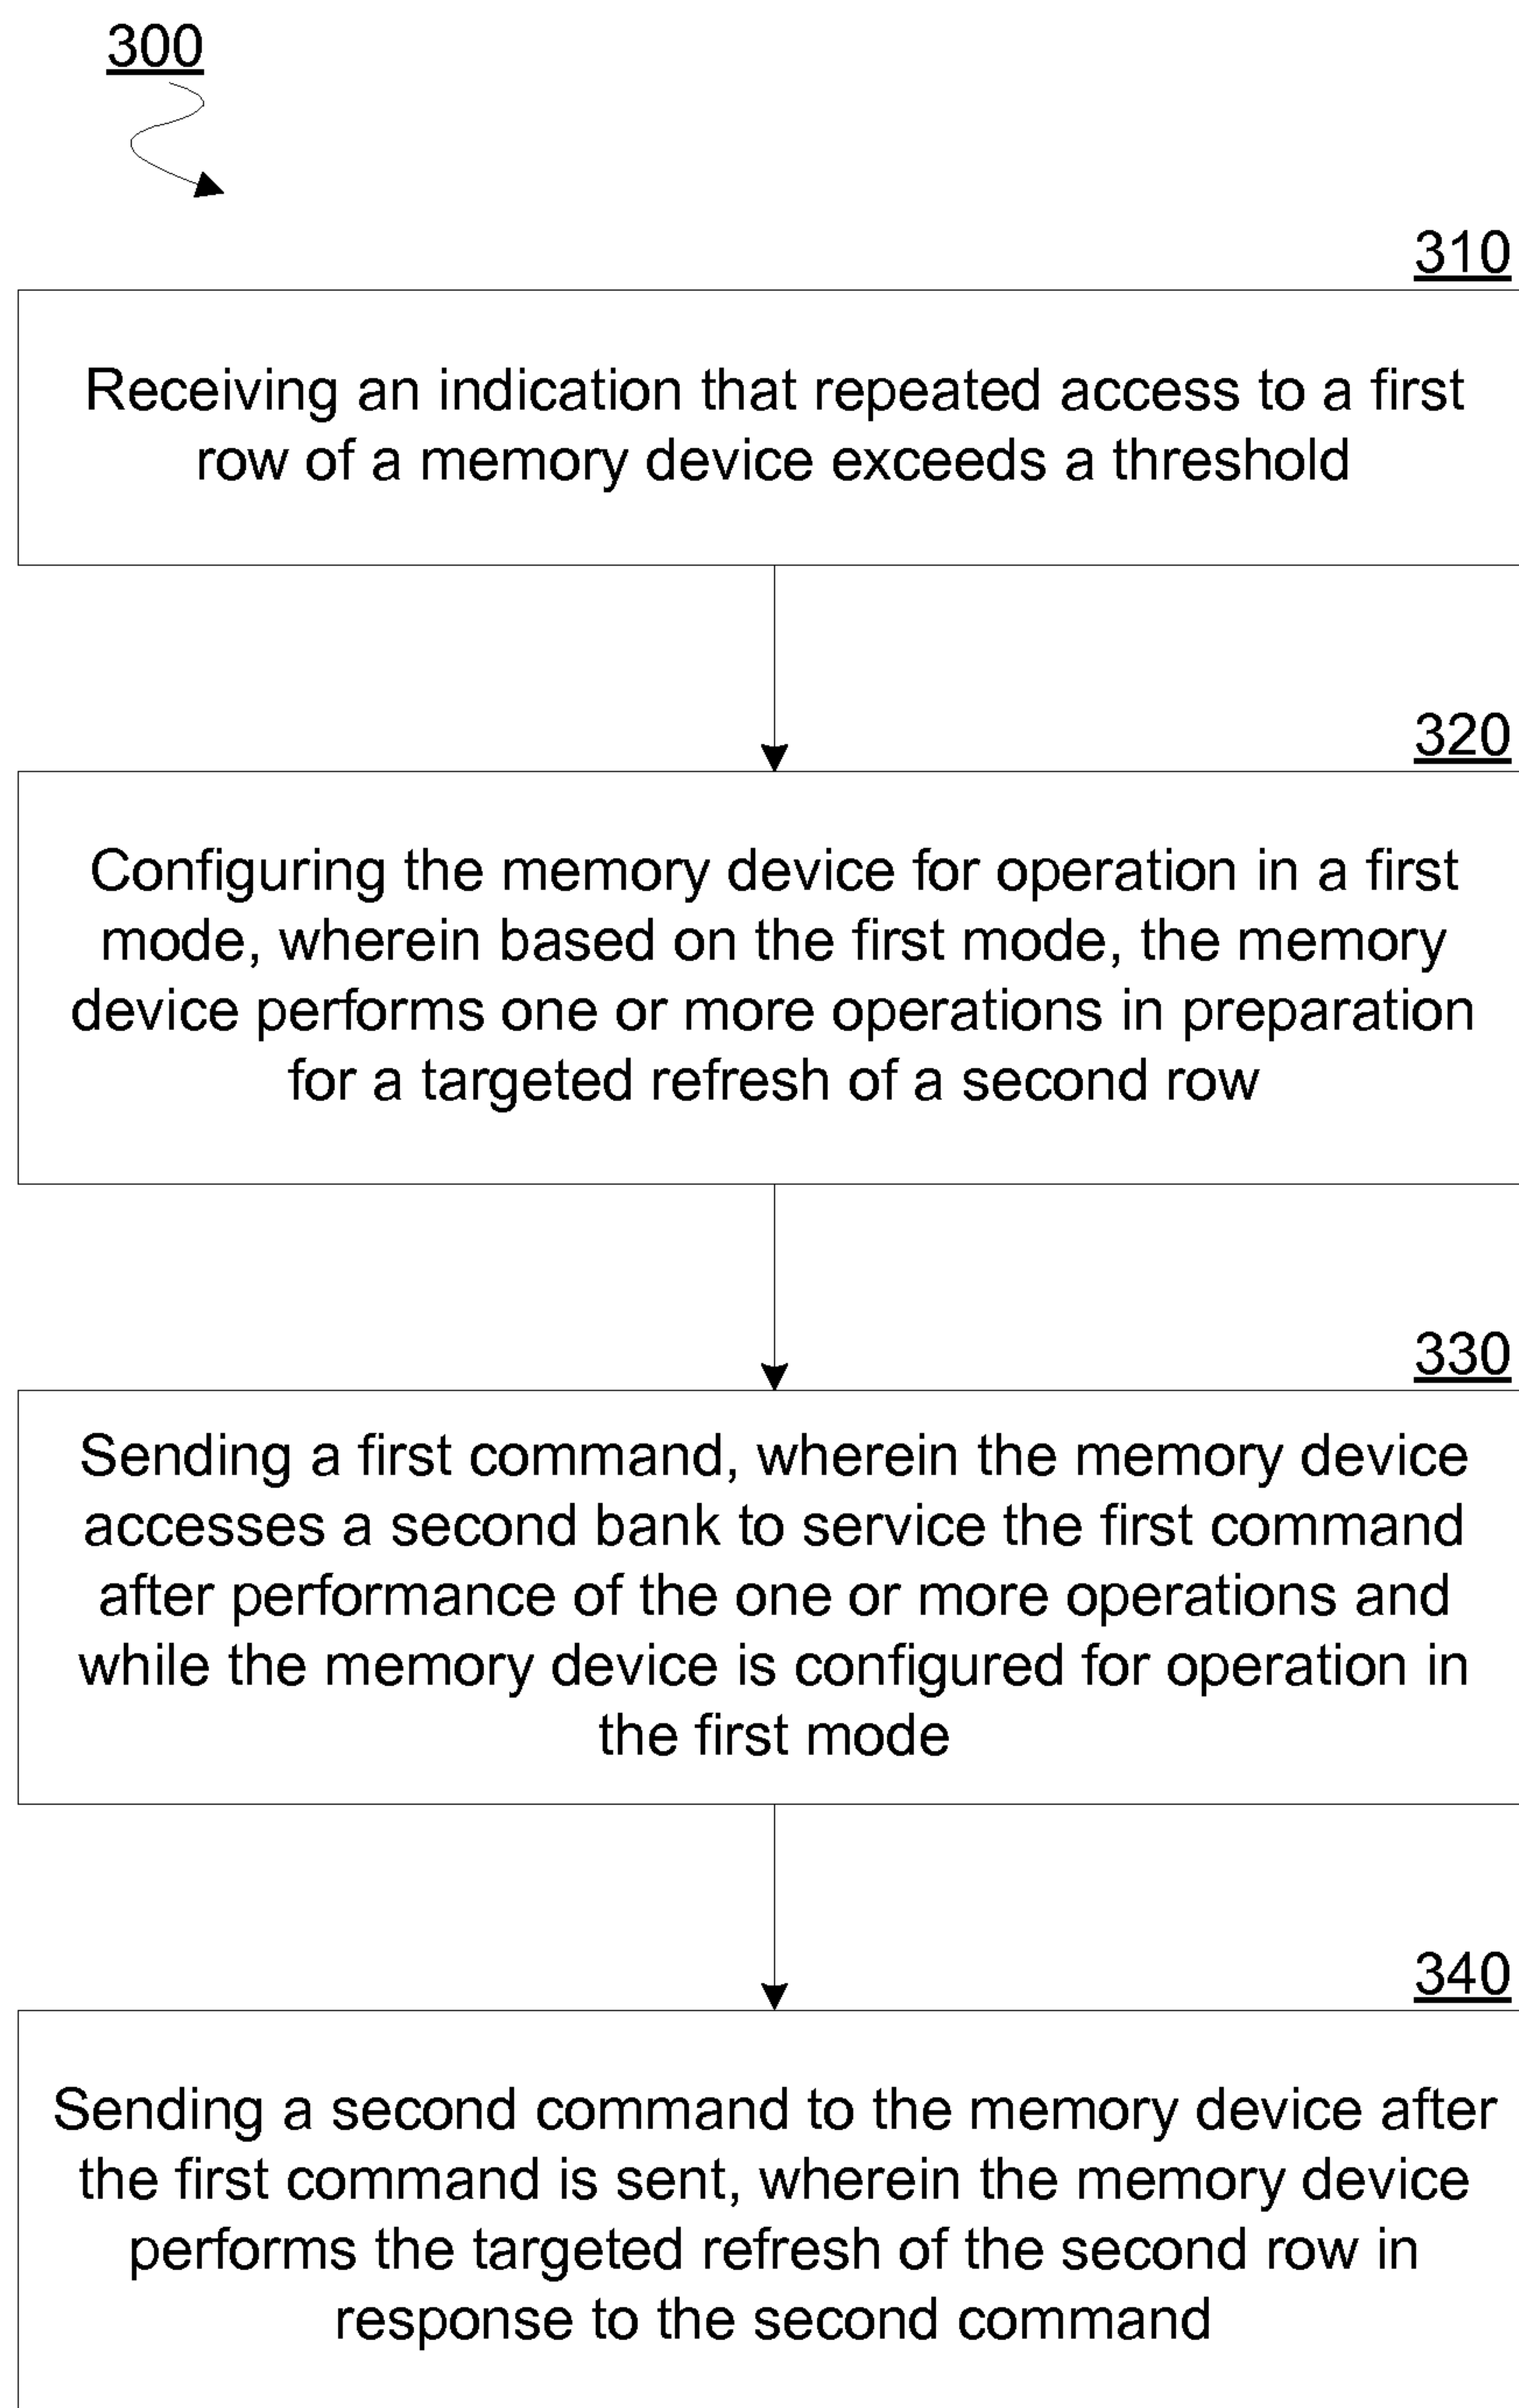 300
310
Receiving an indication that repeated access to a first
row of a memory device exceeds a threshold
320
Configuring the memory device for operation in a first
mode, wherein based on the first mode, the memory
device performs one or more operations in preparation
for a targeted refresh of a second row
330
Sending a first command, wherein the memory device
accesses a second bank to service the first command
after performance of the one or more operations and
while the memory device is configured for operation in
the first mode
340
Sending a second command to the memory device after
the first command is sent, wherein the memory device
performs the targeted refresh of the second row in
response to the second command